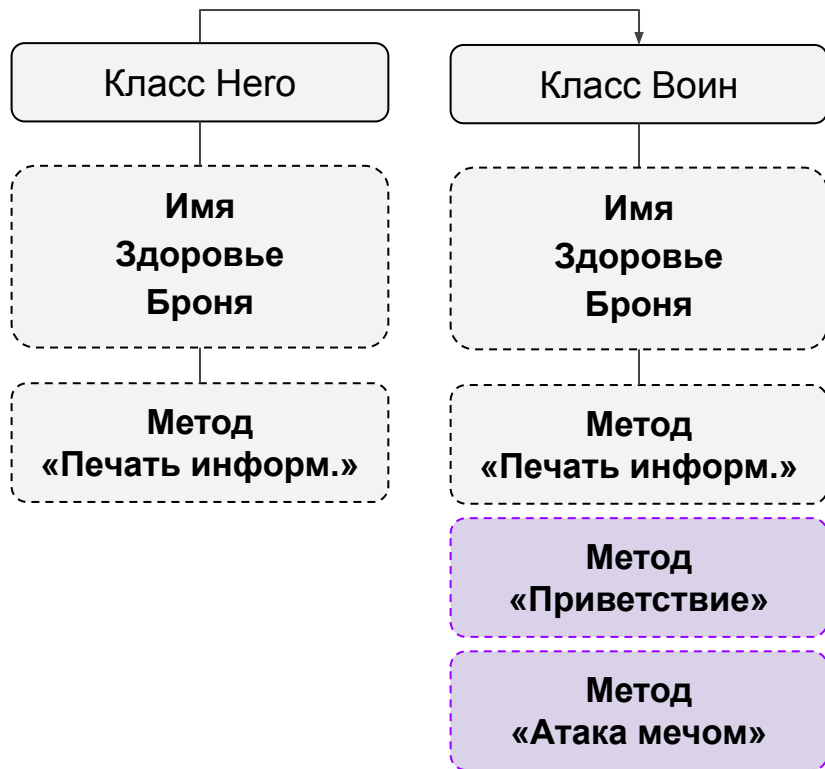 Класс Hero
Имя
Здоровье
Броня
Метод
«Печать информ.»
Класс Воин
Имя
Здоровье
Броня
Метод
«Печать информ.»
Метод
«Приветствие»
Метод
«Атака мечом»